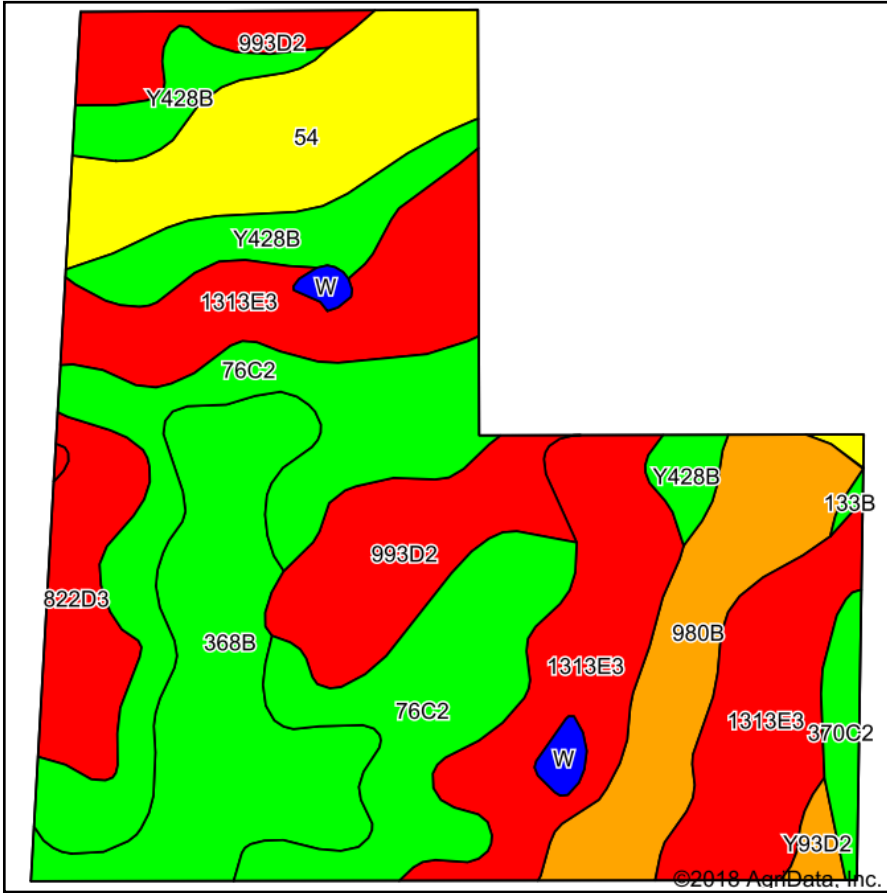 993D2
Y428B
54
Y428B
W
1313E3
76C2
Y428B
133B
993D2
822D3
980B
368B
1313E3
76C2
1313E3
370C2
W
Y93D2
©2018 AgriData, Inc.